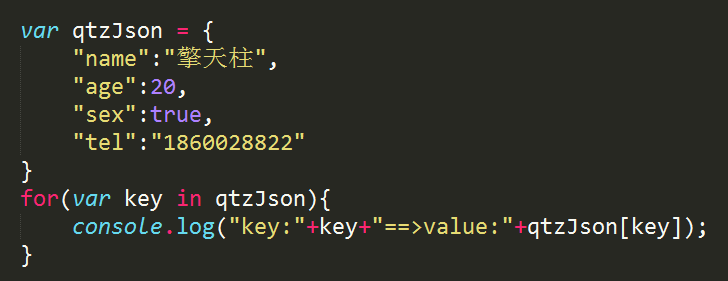 var qtzJson = {
    "name":"擎天柱",
    "age":20,
    "sex":true,
    "tel":"1860028822"
}
for(var key in qtzJson){
    console.log("key:"+key+"==>value:"+qtzJson[key]);
}